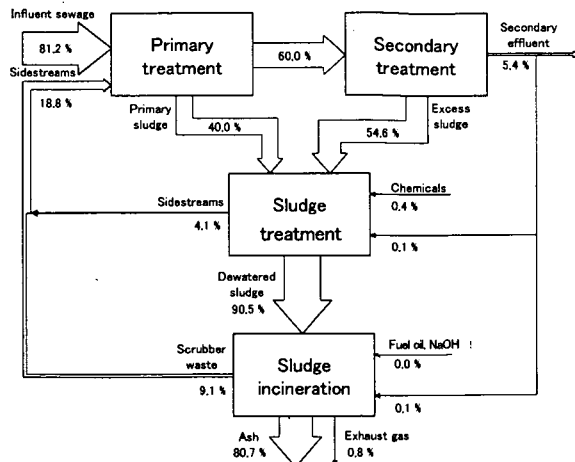 Influent sewage
81.2 %
Sidestreams
18.8 %
Primary
treatment
60.0 %
Secondary
treatment
Secondary
effluent
5.4 %
Primary
sludge
40.0 %
Excess
sludge
54.6 %
Sidestreams
4.1 %
Sludge
treatment
Chemicals
0.4 %
0.1 %
Dewatered
sludge
90.5 %
Scrubber
waste
9.1 %
Sludge
incineration
Fuel oil, NaOH
0.0 %
0.1 %
Ash
80.7 %
Exhaust gas
0.8 %